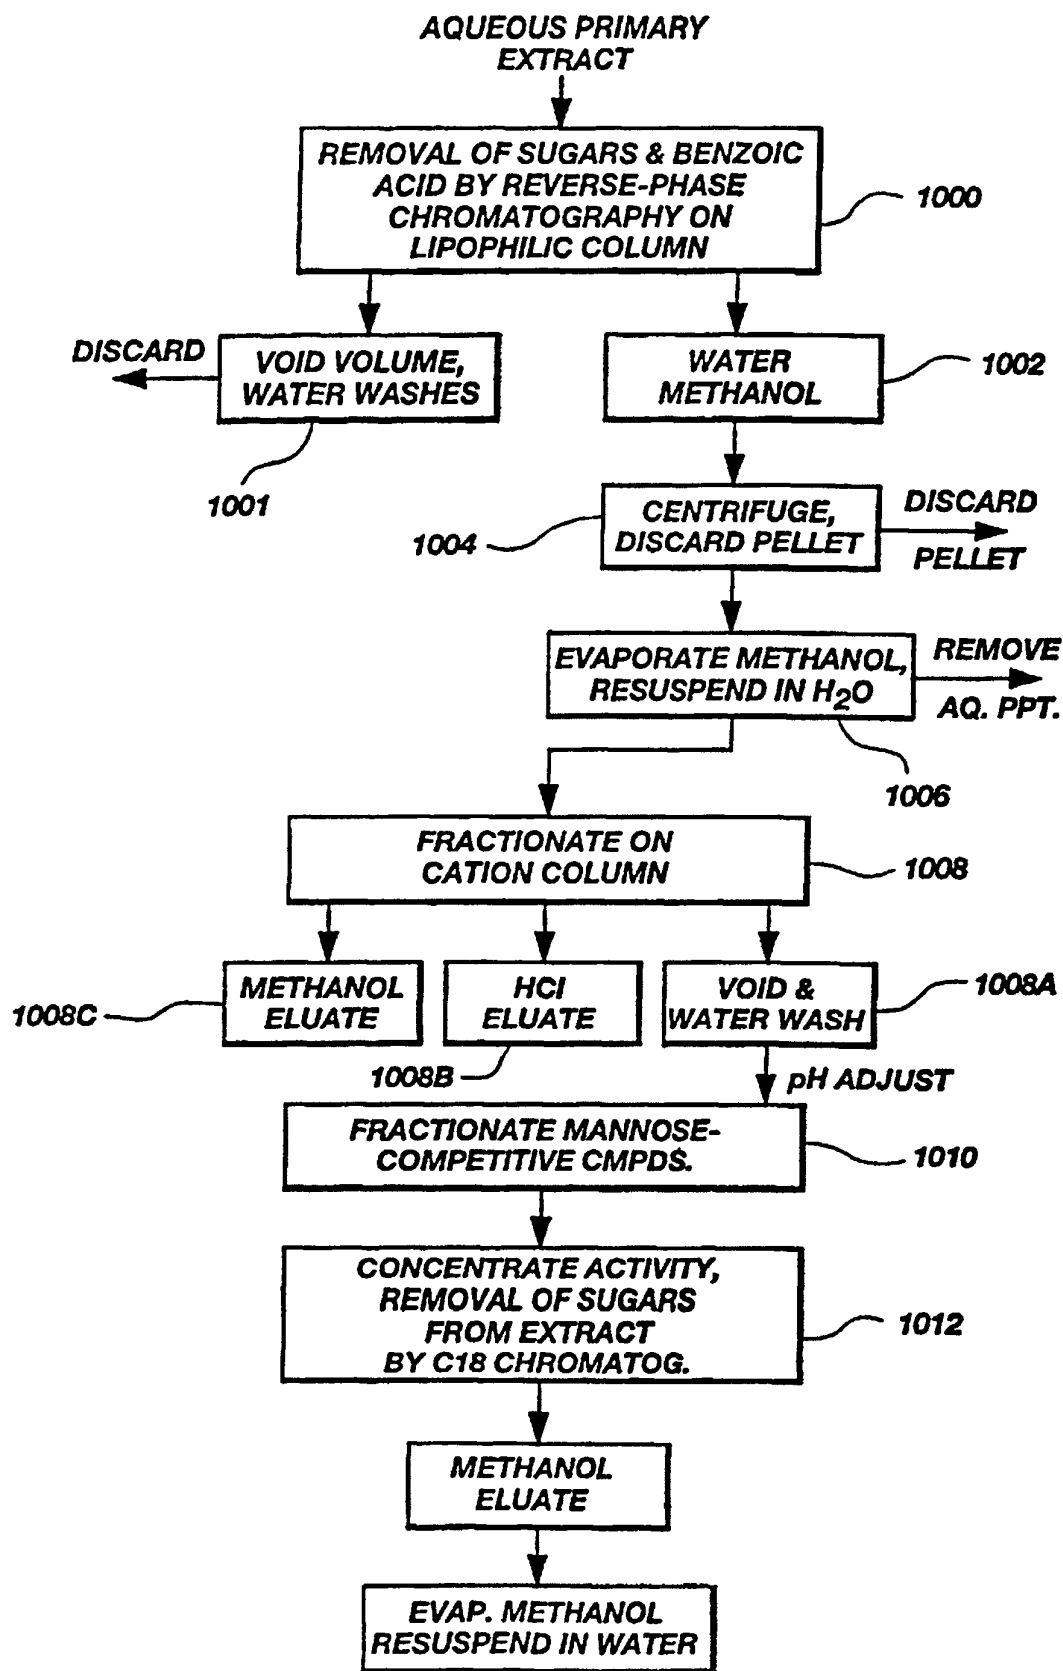 AQUEOUS PRIMARY
EXTRACT
REMOVAL OF SUGARS & BENZOIC
ACID BY REVERSE-PHASE
CHROMATOGRAPHY ON
LIPOPHILIC COLUMN
1000
DISCARD
VOID VOLUME,
WATER WASHES
1001
WATER
METHANOL
1002
CENTRIFUGE,
DISCARD PELLET
1004
DISCARD
PELLET
EVAPORATE METHANOL,
RESUSPEND IN H2O
REMOVE
AQ. PPT.
1006
FRACTIONATE ON
CATION COLUMN
1008
METHANOL
ELUATE
1008C
HCl
ELUATE
1008B
VOID &
WATER WASH
1008A
pH ADJUST
FRACTIONATE MANNOSE-
COMPETITIVE CMPDS.
1010
CONCENTRATE ACTIVITY,
REMOVAL OF SUGARS
FROM EXTRACT
BY C18 CHROMATOG.
1012
METHANOL
ELUATE
EVAP. METHANOL
RESUSPEND IN WATER